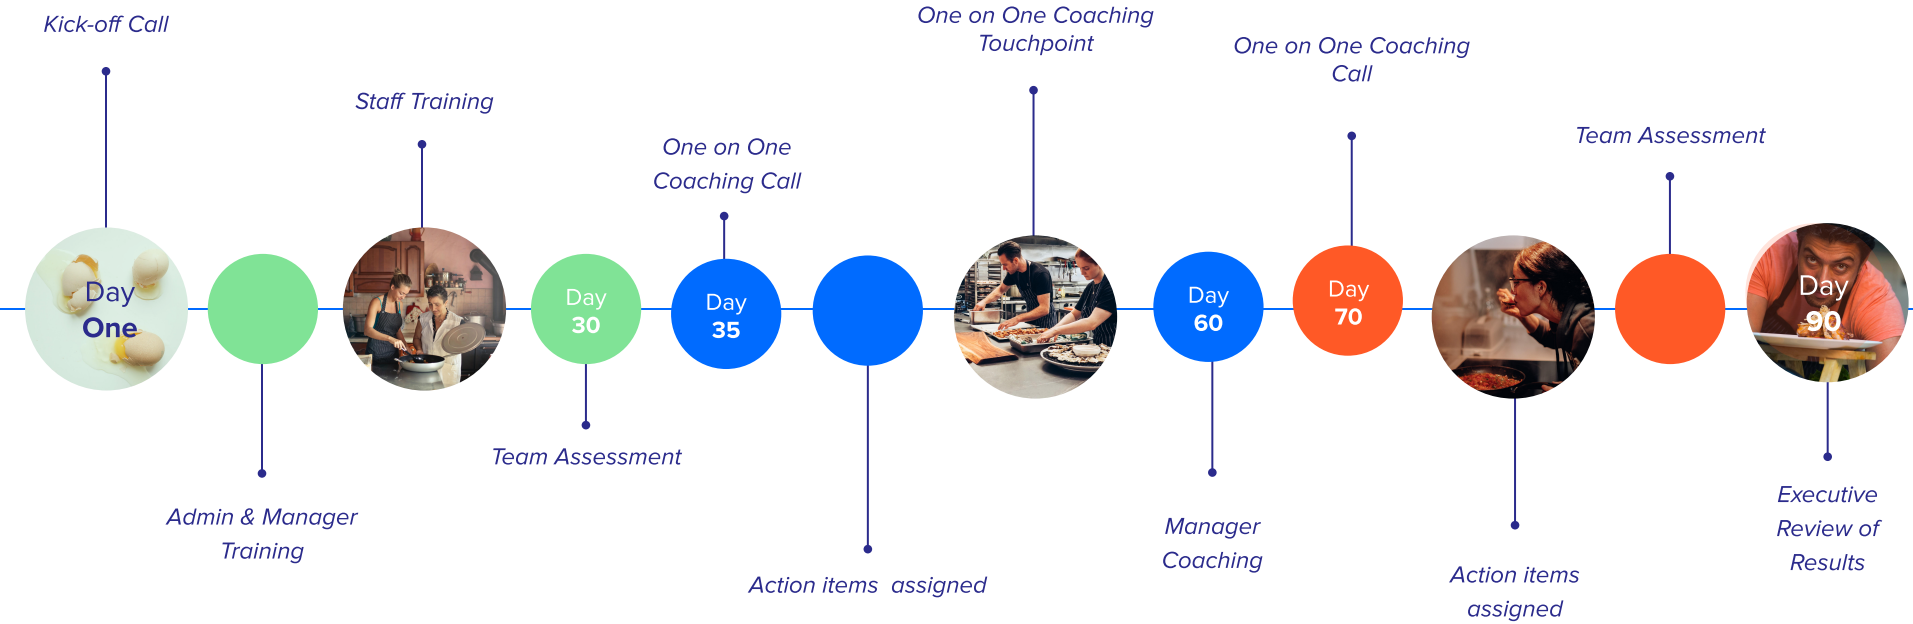 Kick-off Call
Day
One
Admin & Manager
Training
Staff Training
Day
30
Team Assessment
One on One
Coaching Call
Day
35
Action items  assigned
One on One Coaching
Touchpoint
Day
60
Manager
Coaching
One on One Coaching
Call
Day
70
Action items
assigned
Team Assessment
Day
90
Executive
Review of
Results